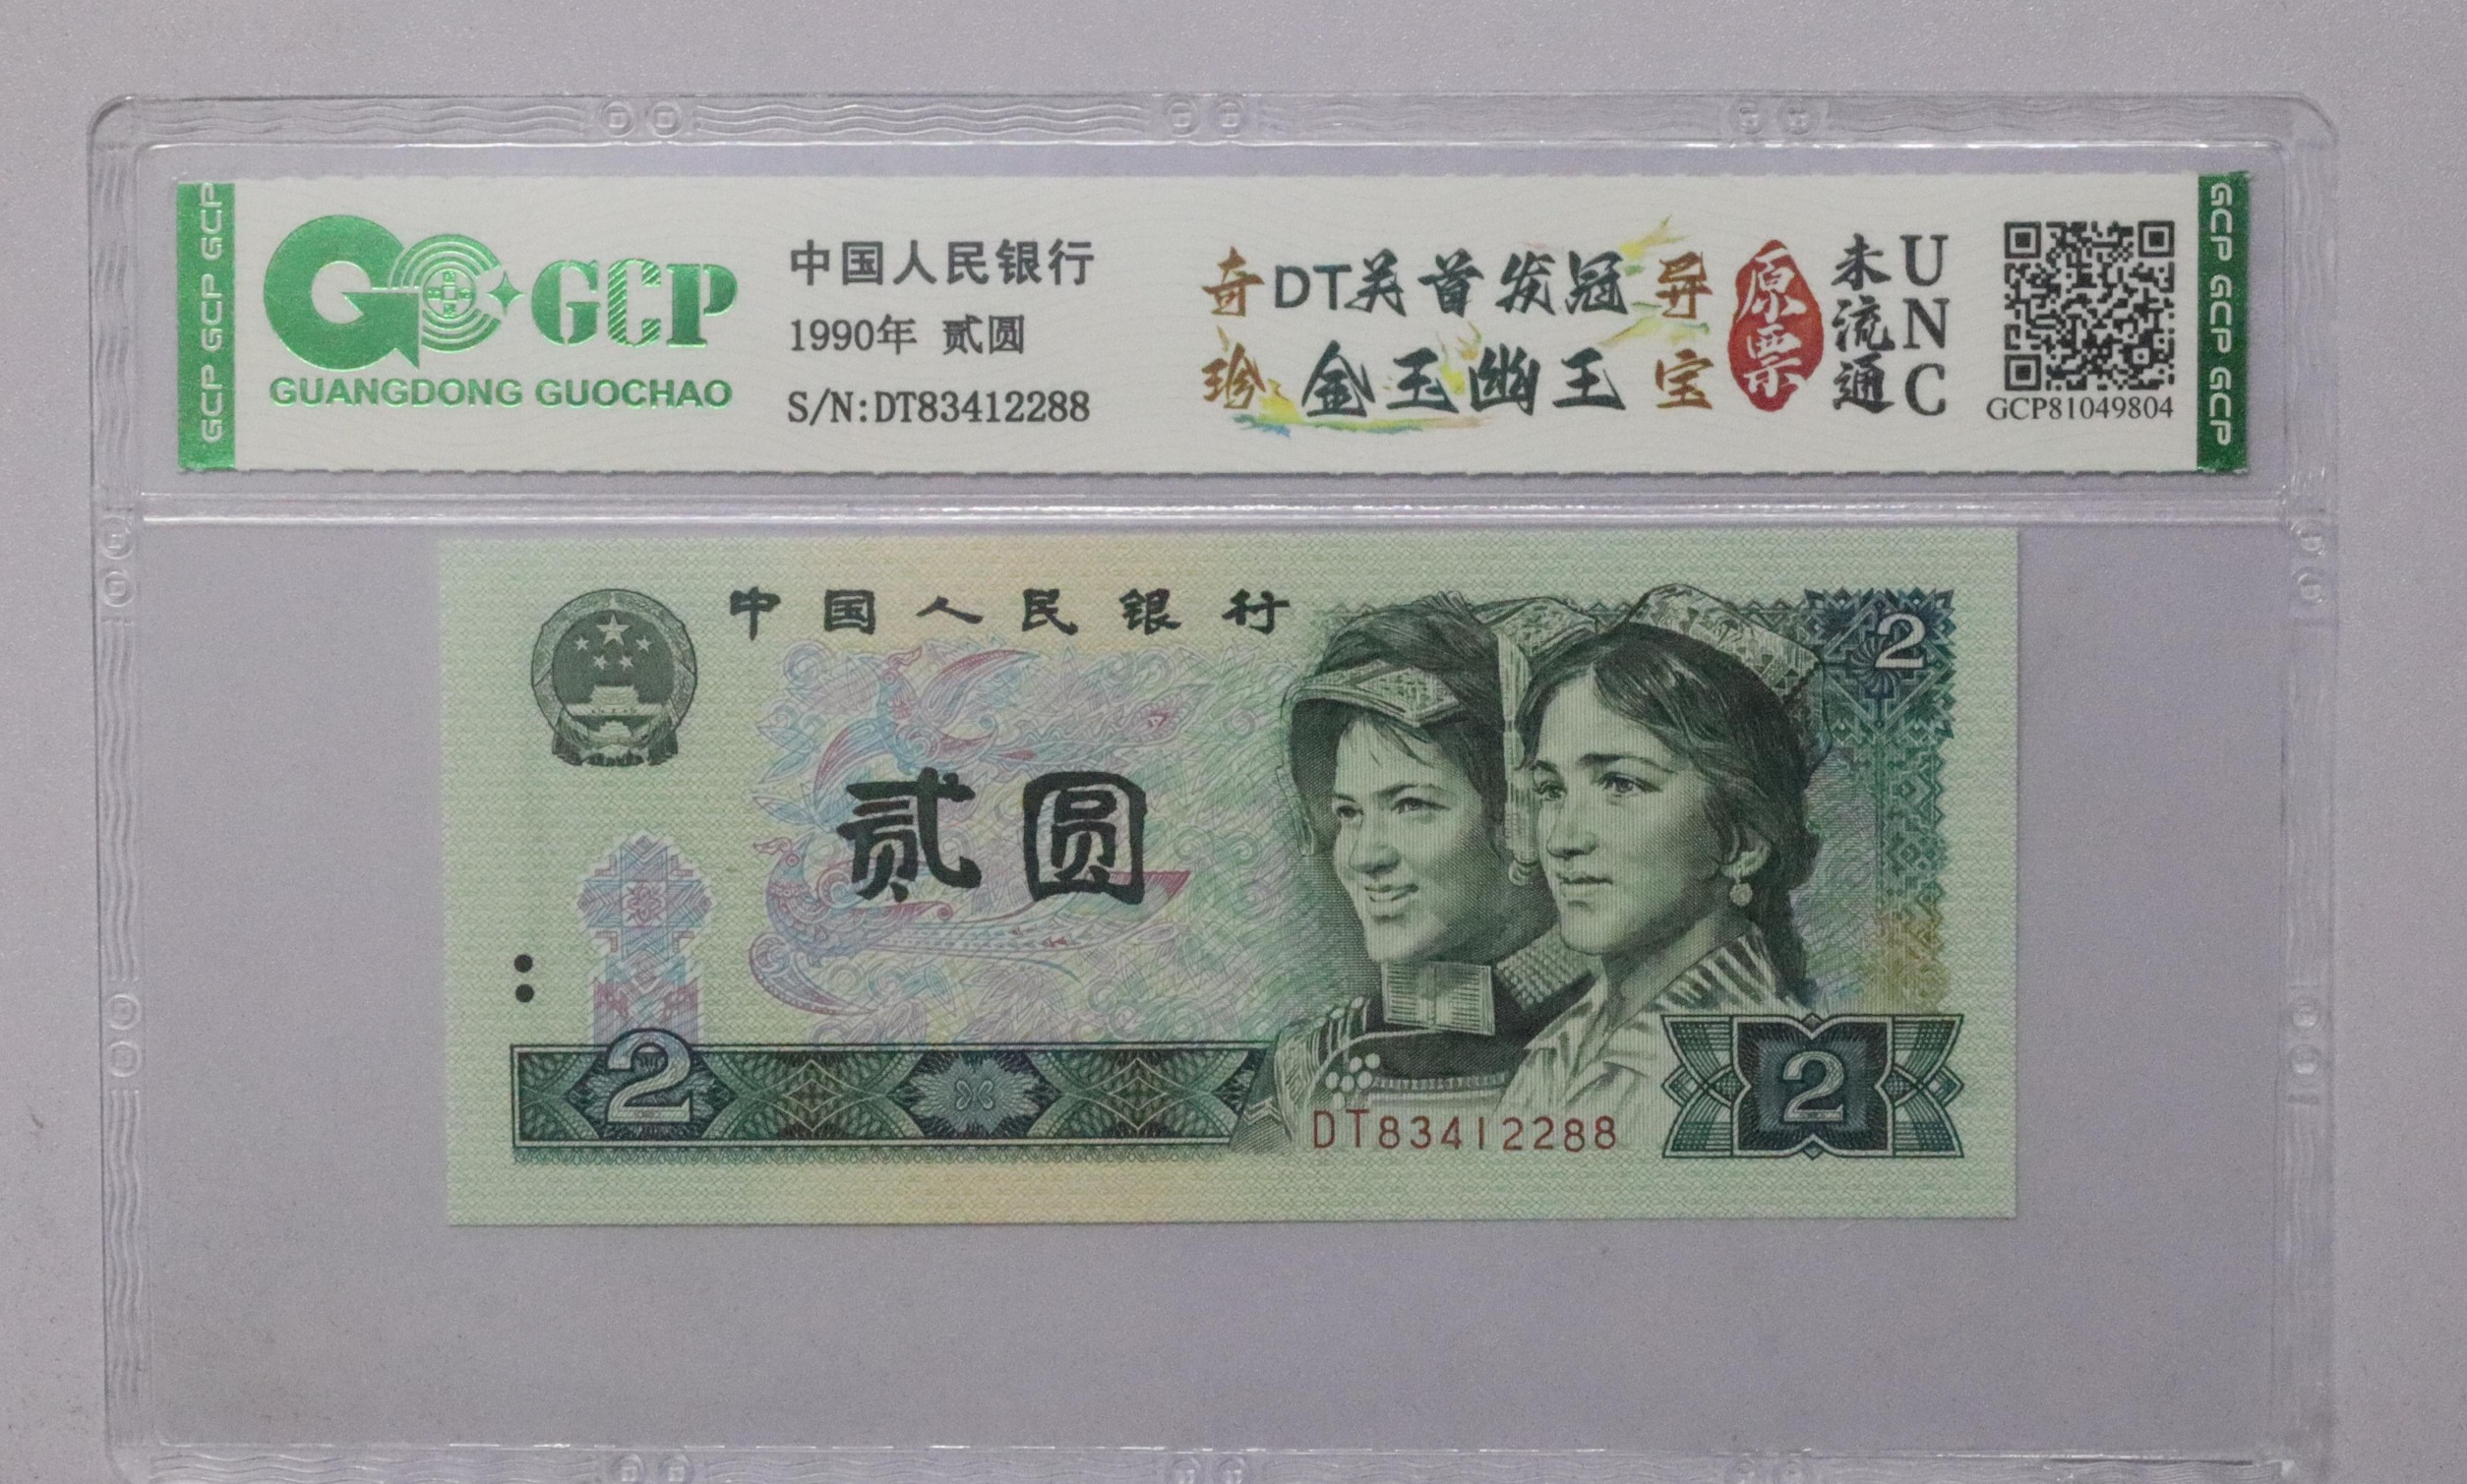 GCP GCP GCP
GCP
GUANGDONG GUOCHAO
中国人民银行
1990年 贰圆
S/N:DT83412288
奇 DT关首发冠 异
珍 金玉幽王 宝
原票
未流通
UNC
GCP81049804
GCP GCP GCP
中国人民银行
2
贰圆
2
DT83412288
2